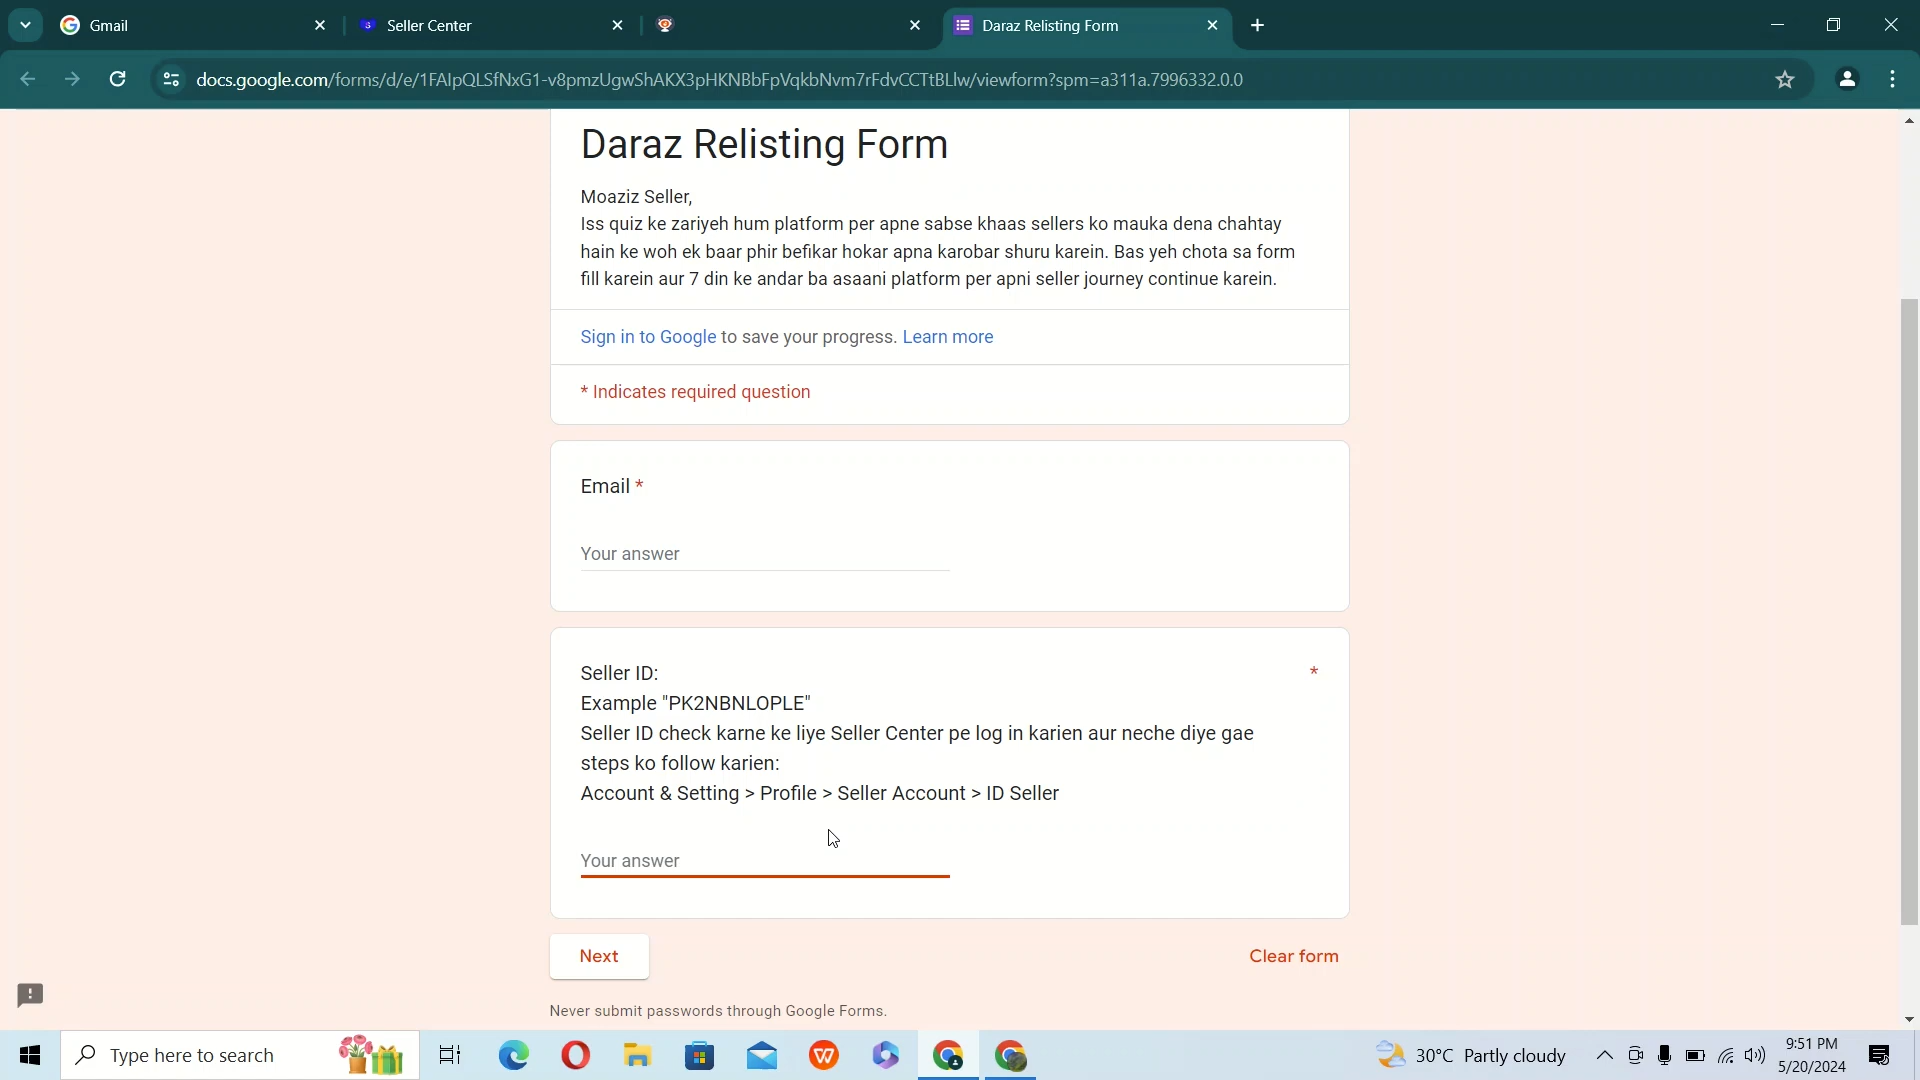 Gmail
Seller Center
Daraz Relisting Form
docs.google.com/forms/d/e/1FAIpQLSfNxG1-v8pmzUgwShAKX3pHKNBbFpVqkbNvm7rFdvCCTtBLlw/viewform?spm=a311a.7996332.0.0
Daraz Relisting Form
Moaziz Seller,
Iss quiz ke zariyeh hum platform per apne sabse khaas sellers ko mauka dena chahtay
hain ke woh ek baar phir befikar hokar apna karobar shuru karein. Bas yeh chota sa form
fill karein aur 7 din ke andar ba asaani platform per apni seller journey continue karein.
Sign in to Google to save your progress. Learn more
* Indicates required question
Email *
Your answer
Seller ID: *
Example "PK2NBNLOPLE"
Seller ID check karne ke liye Seller Center pe log in karien aur neche diye gae
steps ko follow karien:
Account & Setting > Profile > Seller Account > ID Seller
Your answer
Next
Clear form
Never submit passwords through Google Forms.
Type here to search
30°C Partly cloudy
9:51 PM
5/20/2024